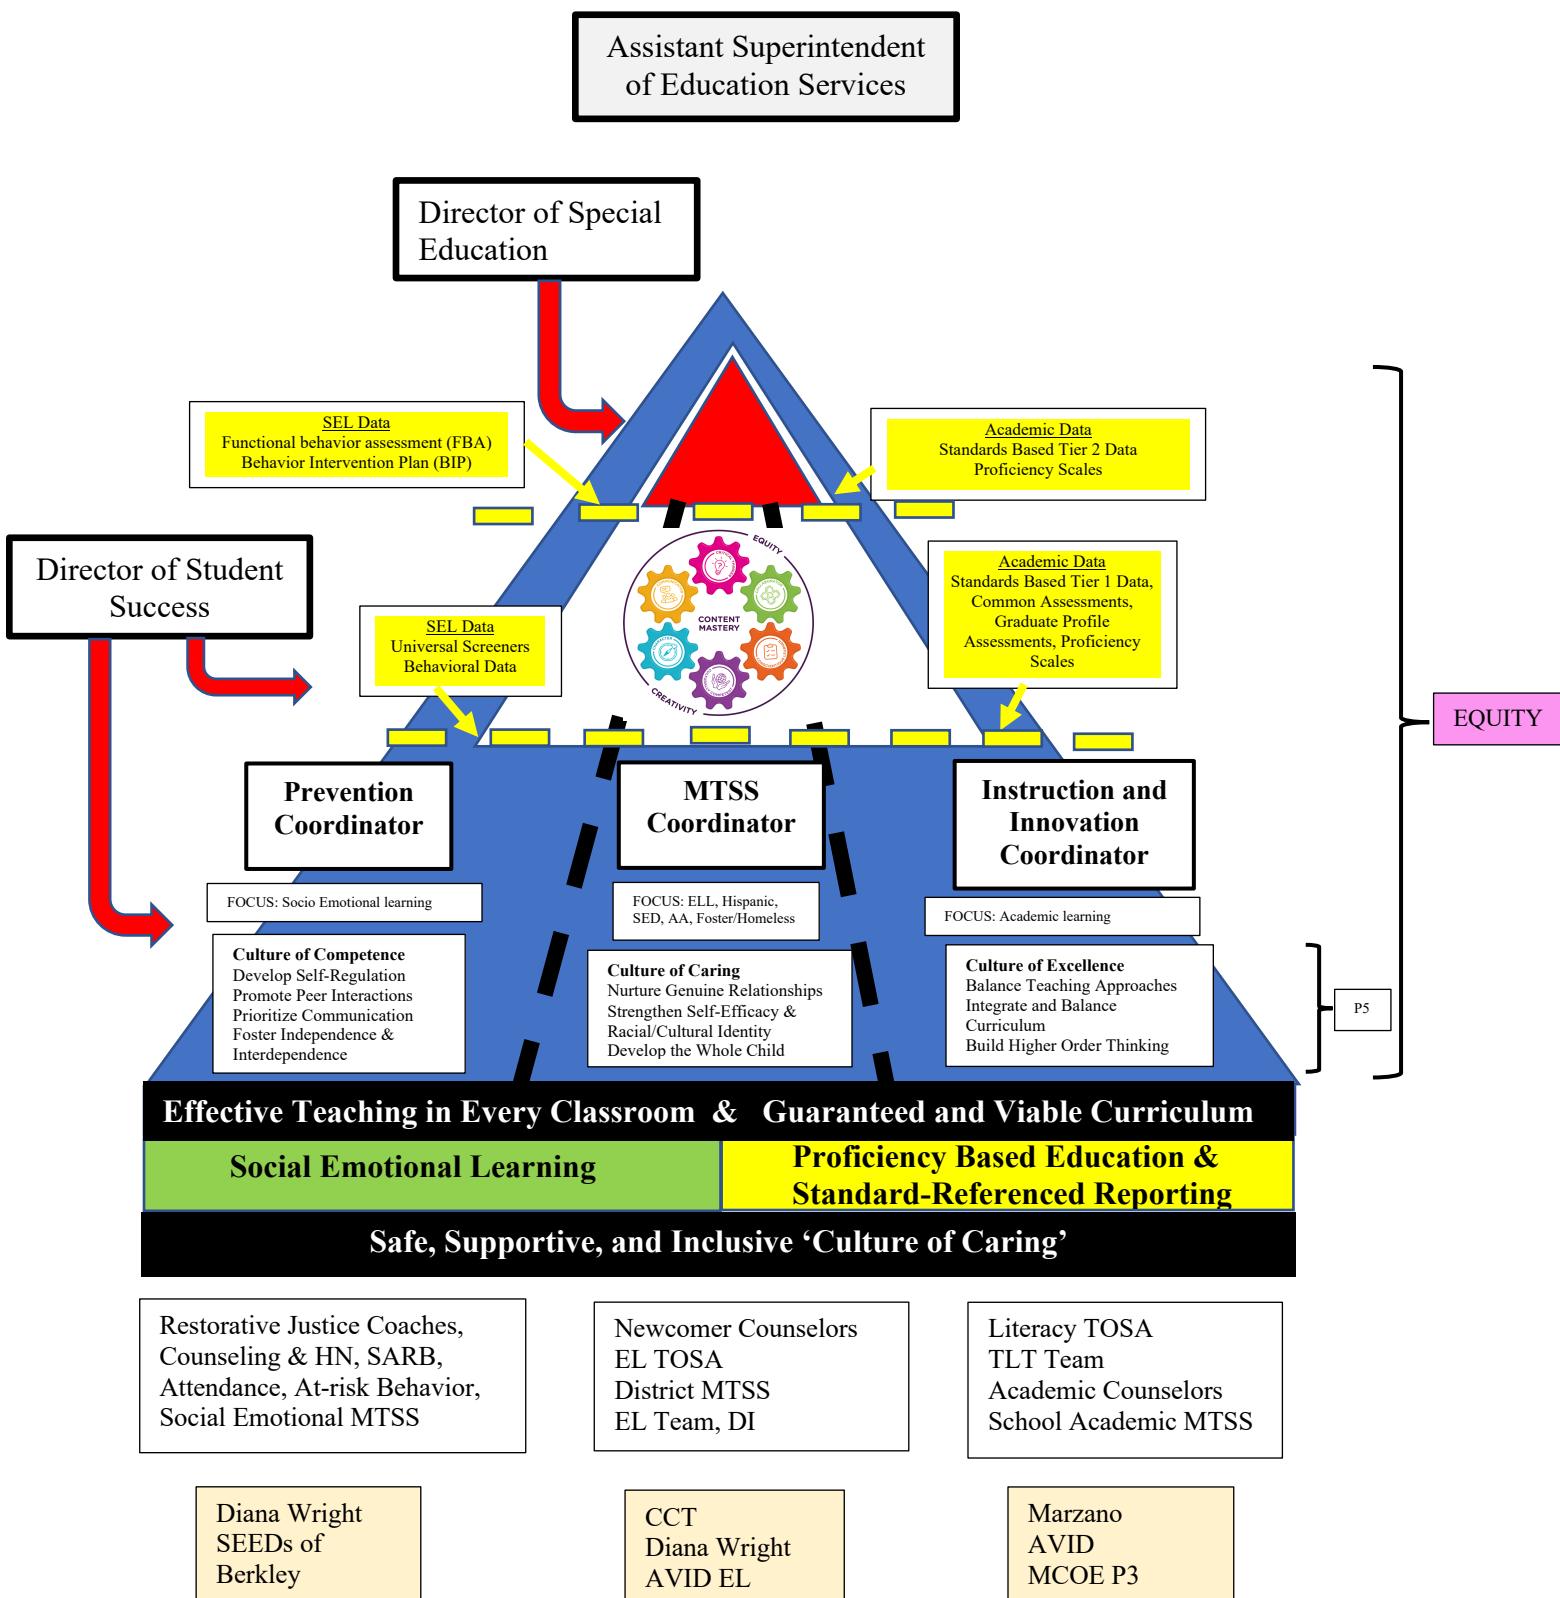 Assistant Superintendent
of Education Services
Director of Special
Education
SEL Data
Functional behavior assessment (FBA)
Behavior Intervention Plan (BIP)
Academic Data
Standards Based Tier 2 Data
Proficiency Scales
Director of Student
Success
SEL Data
Universal Screeners
Behavioral Data
EQUITY
CONTENT
MASTERY
CREATIVITY
Academic Data
Standards Based Tier 1 Data,
Common Assessments,
Graduate Profile
Assessments, Proficiency
Scales
EQUITY
Prevention
Coordinator
MTSS
Coordinator
Instruction and
Innovation
Coordinator
FOCUS: Socio Emotional learning
FOCUS: ELL, Hispanic,
SED, AA, Foster/Homeless
FOCUS: Academic learning
Culture of Competence
Develop Self-Regulation
Promote Peer Interactions
Prioritize Communication
Foster Independence &
Interdependence
Culture of Caring
Nurture Genuine Relationships
Strengthen Self-Efficacy &
Racial/Cultural Identity
Develop the Whole Child
Culture of Excellence
Balance Teaching Approaches
Integrate and Balance
Curriculum
Build Higher Order Thinking
P5
Effective Teaching in Every Classroom & Guaranteed and Viable Curriculum
Social Emotional Learning
Proficiency Based Education &
Standard-Referenced Reporting
Safe, Supportive, and Inclusive ‘Culture of Caring’
Restorative Justice Coaches,
Counseling & HN, SARB,
Attendance, At-risk Behavior,
Social Emotional MTSS
Newcomer Counselors
EL TOSA
District MTSS
EL Team, DI
Literacy TOSA
TLT Team
Academic Counselors
School Academic MTSS
Diana Wright
SEEDs of
Berkley
CCT
Diana Wright
AVID EL
Marzano
AVID
MCOE P3